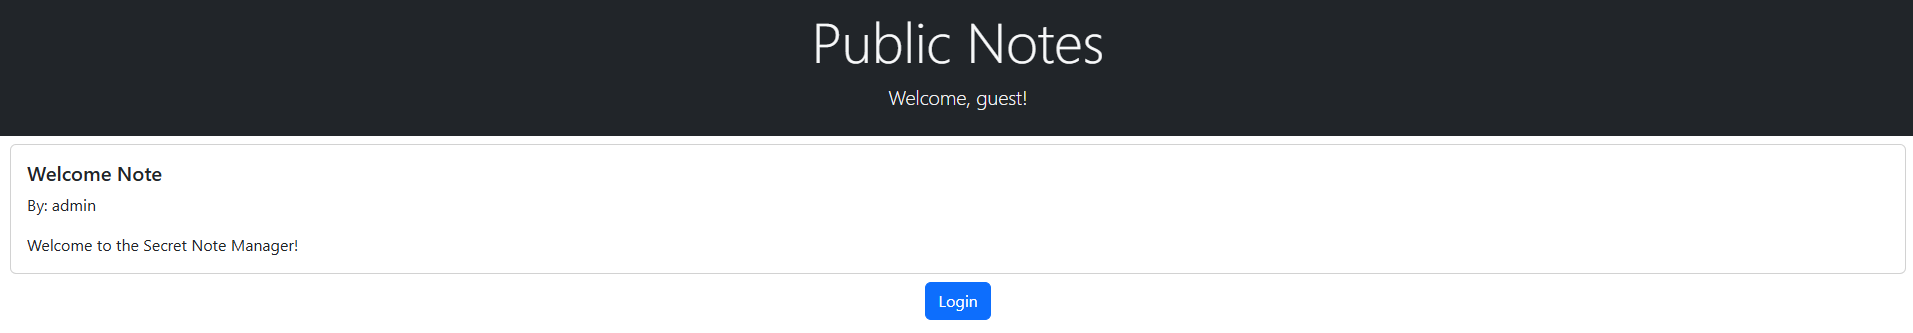 Public Notes
Welcome, guest!
Welcome Note
By: admin
Welcome to the Secret Note Manager!
Login